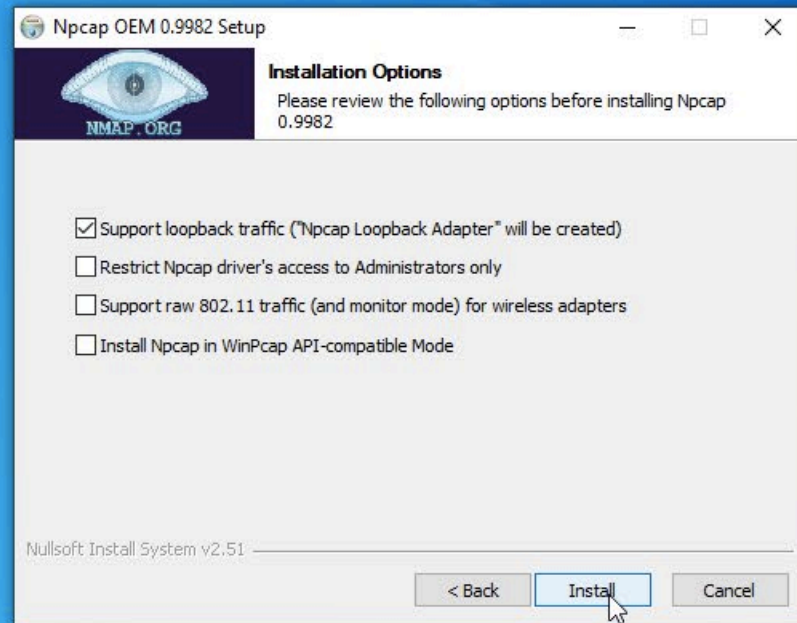 Npcap OEM 0.9982 Setup
NMAP.ORG
Installation Options
Please review the following options before installing Npcap
0.9982
Support loopback traffic ("Npcap Loopback Adapter" will be created)
Restrict Npcap driver's access to Administrators only
Support raw 802.11 traffic (and monitor mode) for wireless adapters
Install Npcap in WinPcap API-compatible Mode
Nullsoft Install System v2.51
< Back
Install
Cancel